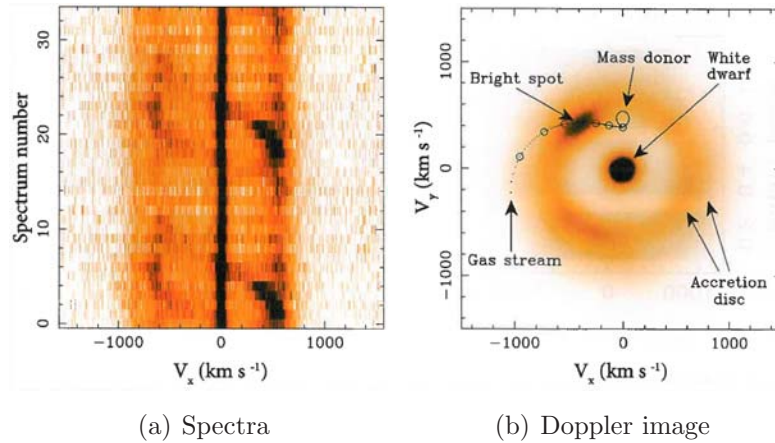 Spectrum number
30
20
10
0
−1000
0
1000
V_x (km s⁻¹)
(a) Spectra
V_y (km s⁻¹)
1000
0
−1000
Mass donor
White dwarf
Bright spot
Gas stream
Accretion disc
−1000
0
1000
V_x (km s⁻¹)
(b) Doppler image